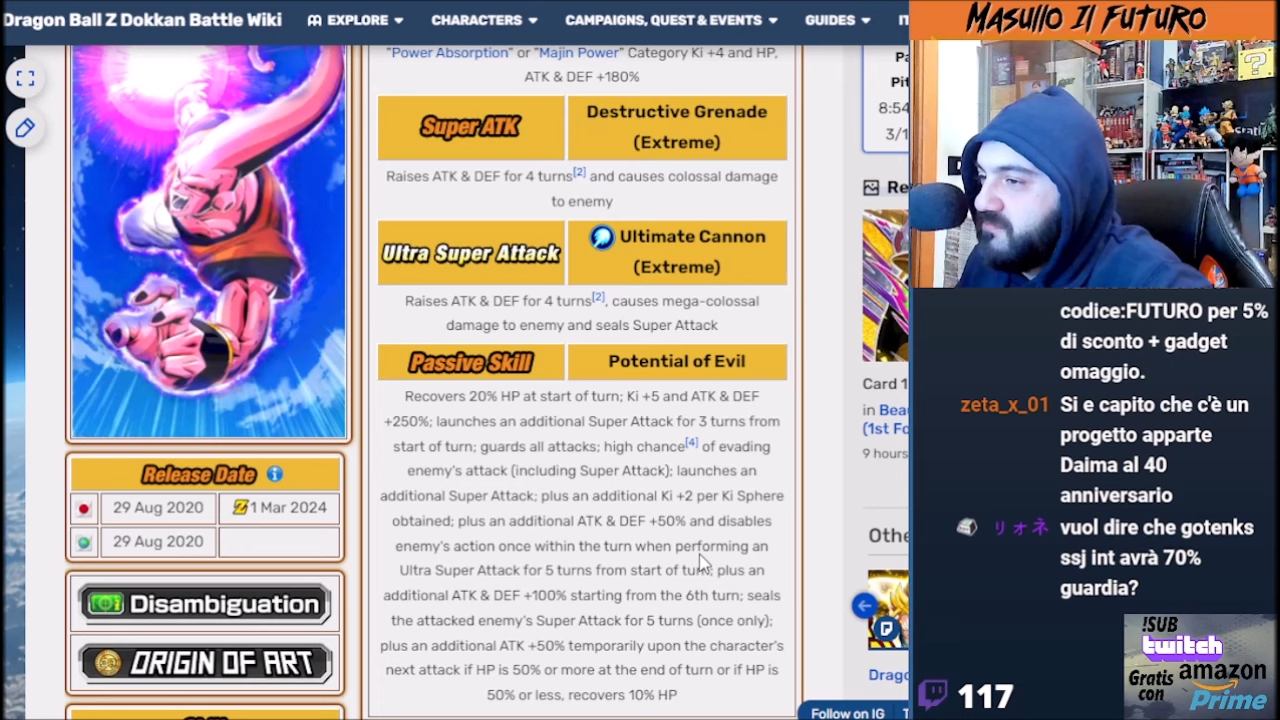 Dragon Ball Z Dokkan Battle Wiki
EXPLORE
CHARACTERS
CAMPAIGNS, QUEST & EVENTS
GUIDES
"Power Absorption" or "Majin Power" Category Ki +4 and HP,
ATK & DEF +180%
Super ATK
Destructive Grenade
(Extreme)
Raises ATK & DEF for 4 turns[2] and causes colossal damage
to enemy
Ultra Super Attack
Ultimate Cannon
(Extreme)
Raises ATK & DEF for 4 turns[2], causes mega-colossal
damage to enemy and seals Super Attack
Passive Skill
Potential of Evil
Recovers 20% HP at start of turn; Ki +5 and ATK & DEF
+250%; launches an additional Super Attack for 3 turns from
start of turn; guards all attacks; high chance[4] of evading
enemy's attack (including Super Attack); launches an
additional Super Attack; plus an additional Ki +2 per Ki Sphere
obtained; plus an additional ATK & DEF +50% and disables
enemy's action once within the turn when performing an
Ultra Super Attack for 5 turns from start of turn; plus an
additional ATK & DEF +100% starting from the 6th turn; seals
the attacked enemy's Super Attack for 5 turns (once only);
plus an additional ATK +50% temporarily upon the character's
next attack if HP is 50% or more at the end of turn or if HP is
50% or less, recovers 10% HP
Release Date
29 Aug 2020
Z 1 Mar 2024
29 Aug 2020
Disambiguation
ORIGIN OF ART
Pa
Pit
8:54
3/1
Re
Card 1
in Beau
(1st Fo
9 hours
Othe
Drago
Follow on IG
T
MASULLO IL FUTURO
codice:FUTURO per 5%
di sconto + gadget
omaggio.
zeta_x_01 Si e capito che c'è un
progetto apparte
Daima al 40
anniversario
リォネ vuol dire che gotenks
ssj int avrà 70%
guardia?
117
!SUB
twitch
Gratis
con
amazon
Prime